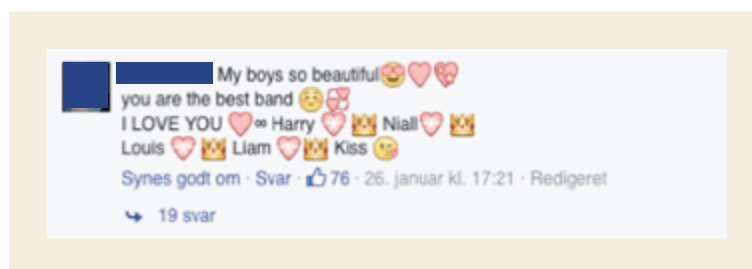 My boys so beautiful😍❤️💖
you are the best band ☺️💞
I LOVE YOU ❤️∞ Harry 💖 👑 Niall💖 👑
Louis 💖 👑 Liam 💖👑 Kiss 😘
Synes godt om · Svar · 👍 76 · 26. januar kl. 17:21 · Redigeret
↪ 19 svar